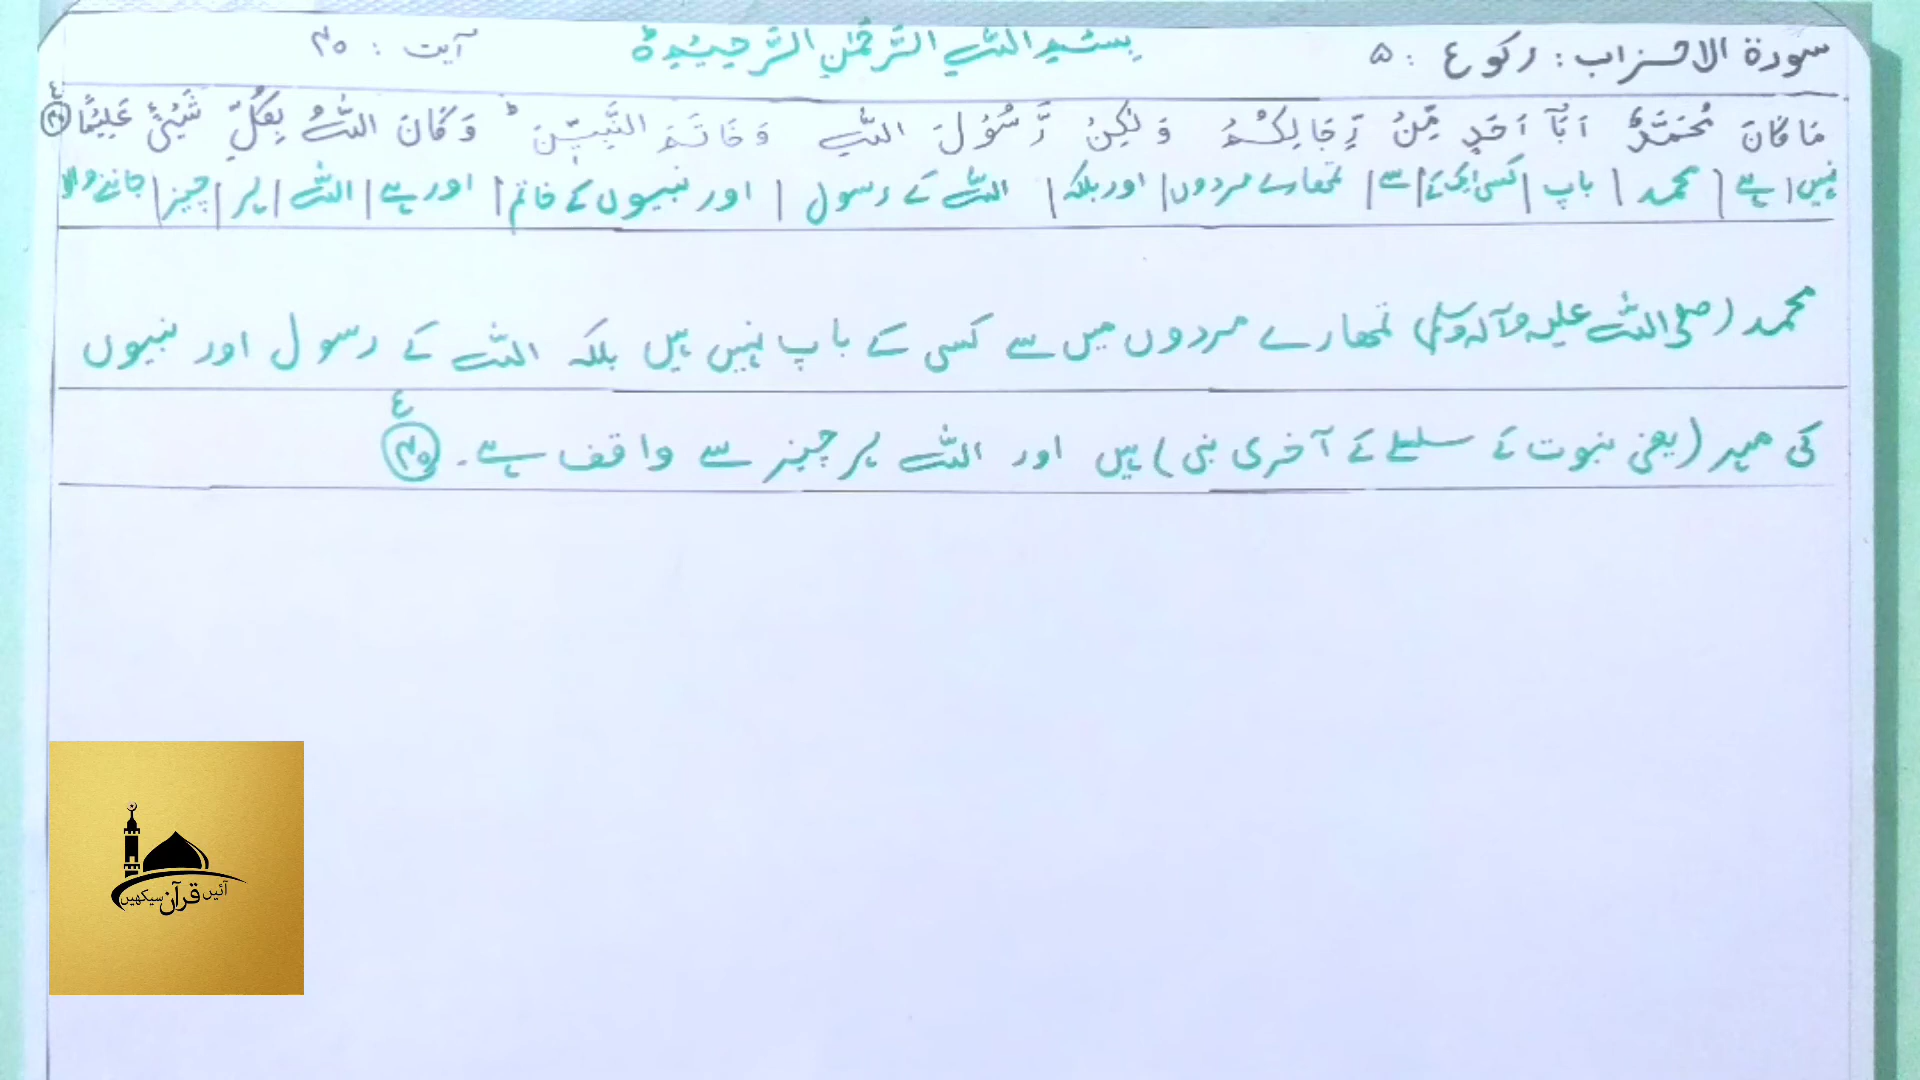 سورۃ الاحزاب : رکوع : ۵
بِسْمِ اللّٰہِ الرَّحْمٰنِ الرَّحِیْمِ ○
آیت : ۴۰
مَا کَانَ مُحَمَّدٌ اَبَآ اَحَدٍ مِّنْ رِّجَالِکُمْ وَ لٰکِنْ رَّسُوْلَ اللّٰہِ وَ خَاتَمَ النَّبِیّٖنَ ؕ وَ کَانَ اللّٰہُ بِکُلِّ شَیْئٍ عَلِیْمًا ﴿۴۰﴾ ع
نہیں | ہے | محمد | باپ | کسی ایک کے | سے | تمھارے مردوں | اور بلکہ | اللہ کے رسول | اور نبیوں کے خاتم | اور ہے | اللہ | ہر | چیز | جاننے والا
محمد (صلی اللہ علیہ وآلہ وسلم) تمھارے مردوں میں سے کسی کے باپ نہیں ہیں بلکہ اللہ کے رسول اور نبیوں
کی مہر (یعنی نبوت کے سلسلے کے آخری نبی) ہیں اور اللہ ہر چیز سے واقف ہے۔ ﴿۴۰﴾ ع
آئیں قرآن سیکھیں